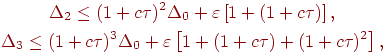 Δ₂ ≤ (1 + cτ)²Δ₀ + ε [1 + (1 + cτ)] ,
Δ₃ ≤ (1 + cτ)³Δ₀ + ε [1 + (1 + cτ) + (1 + cτ)²] ,